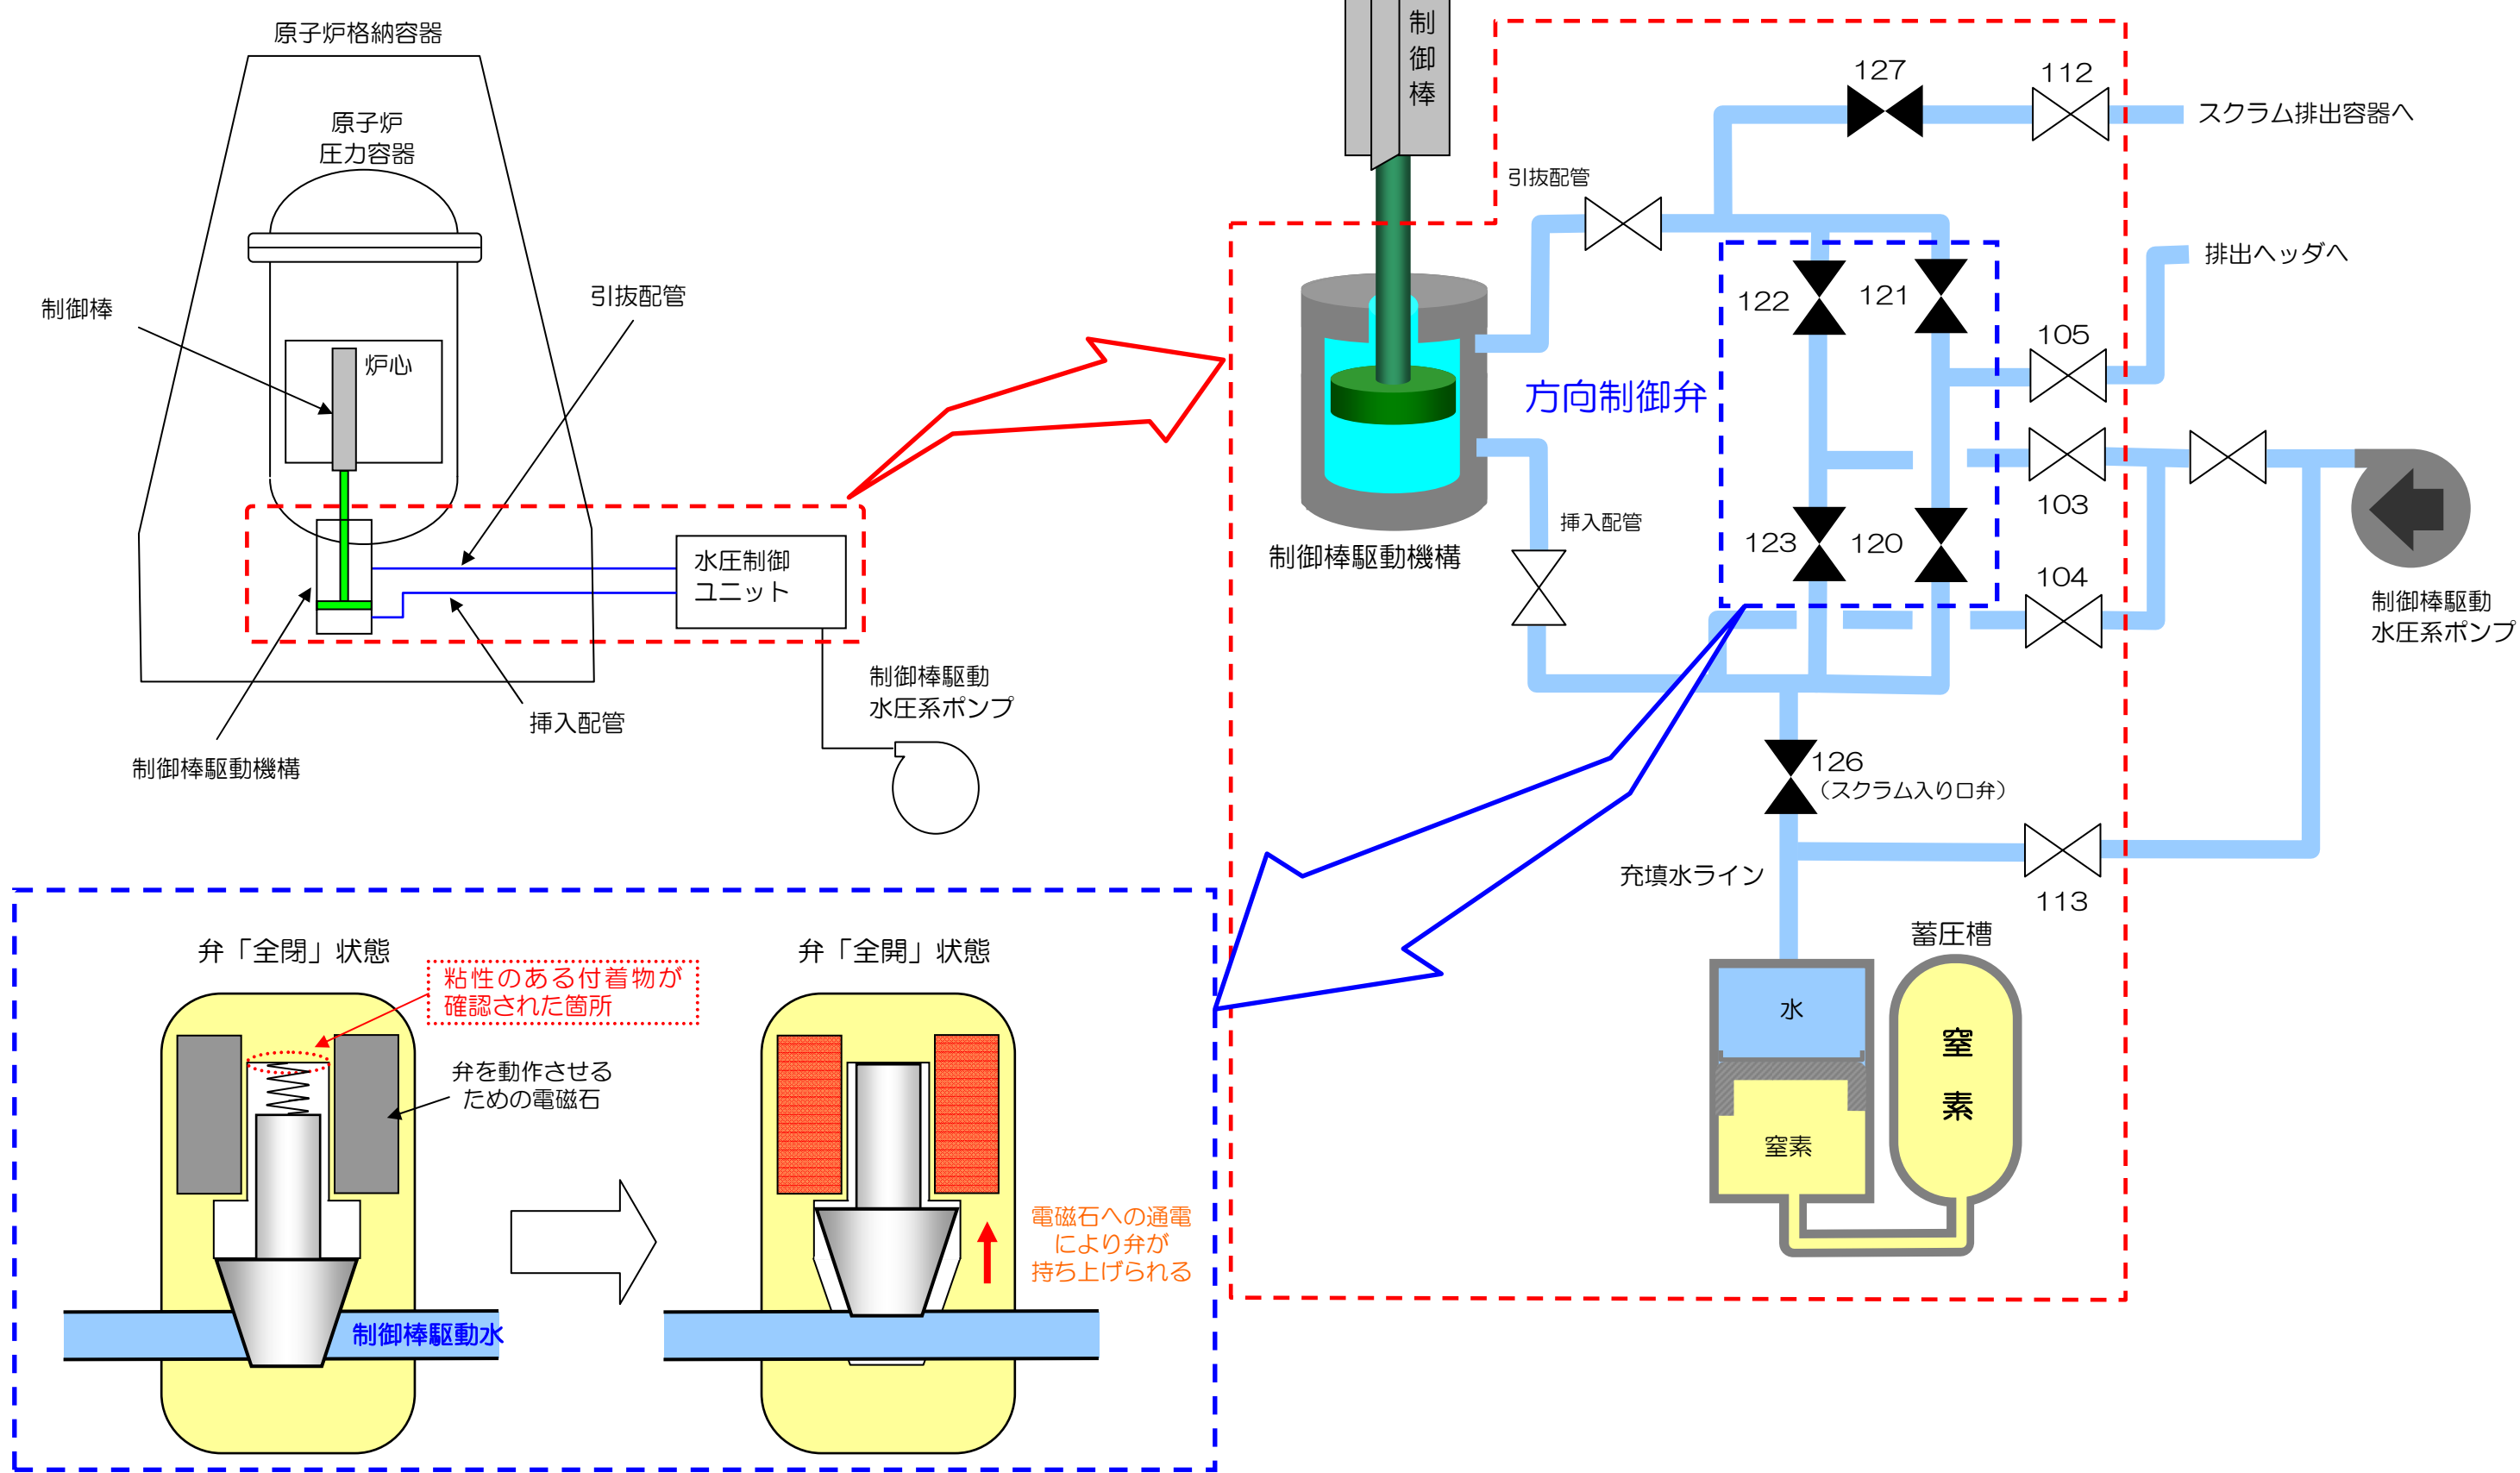 原子炉格納容器
原子炉
圧力容器
制御棒
炉心
引抜配管
水圧制御
ユニット
制御棒駆動
水圧系ポンプ
挿入配管
制御棒駆動機構
制
御
棒
127
112
スクラム排出容器へ
引抜配管
排出ヘッダへ
122
121
105
方向制御弁
103
挿入配管
123
120
制御棒駆動機構
104
制御棒駆動
水圧系ポンプ
126
(スクラム入り口弁)
充填水ライン
113
蓄圧槽
水
窒
素
窒素
弁「全閉」状態
粘性のある付着物が
確認された箇所
弁を動作させる
ための電磁石
制御棒駆動水
弁「全開」状態
電磁石への通電
により弁が
持ち上げられる